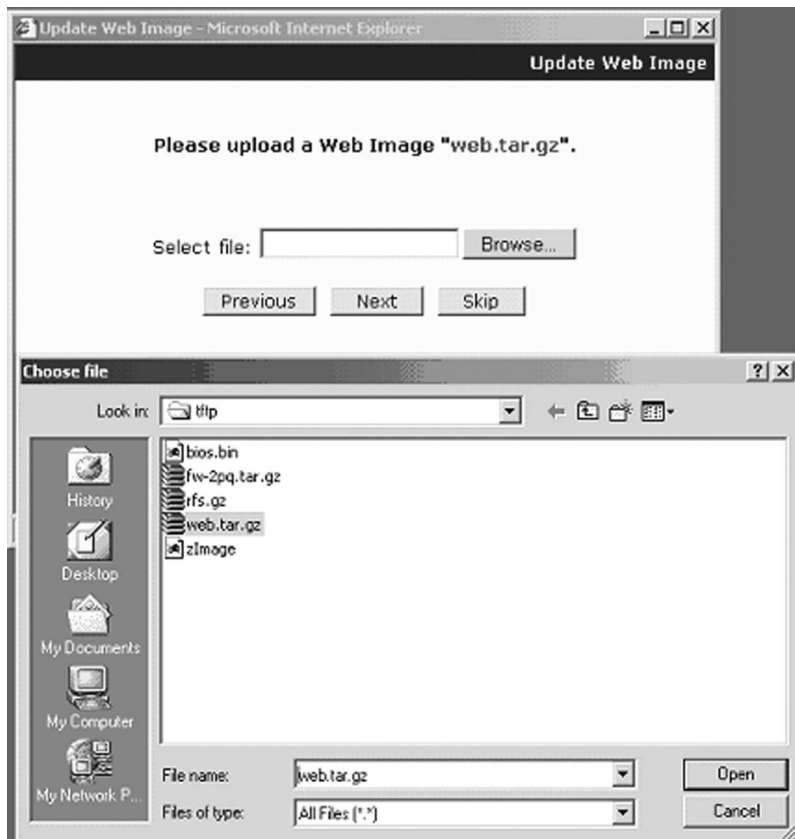 Update Web Image - Microsoft Internet Explorer
Update Web Image
Please upload a Web Image "web.tar.gz".
Select file: Browse...
Previous Next Skip
Choose file
Look in: tftp
History
Desktop
My Documents
My Computer
My Network P...
bios.bin
fw-2pq.tar.gz
rfs.gz
web.tar.gz
zImage
File name: web.tar.gz Open
Files of type: All Files (*.*) Cancel